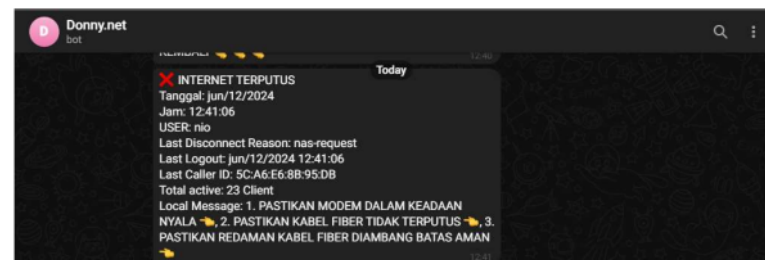 D Donny.net
bot
KEMBALI 👈 👈 👈 12:40
Today
❌ INTERNET TERPUTUS
Tanggal: jun/12/2024
Jam: 12:41:06
USER: nio
Last Disconnect Reason: nas-request
Last Logout: jun/12/2024 12:41:06
Last Caller ID: 5C:A6:E6:8B:95:DB
Total active: 23 Client
Local Message: 1. PASTIKAN MODEM DALAM KEADAAN
NYALA 👈, 2. PASTIKAN KABEL FIBER TIDAK TERPUTUS 👈, 3.
PASTIKAN REDAMAN KABEL FIBER DIAMBANG BATAS AMAN
👈 12:41